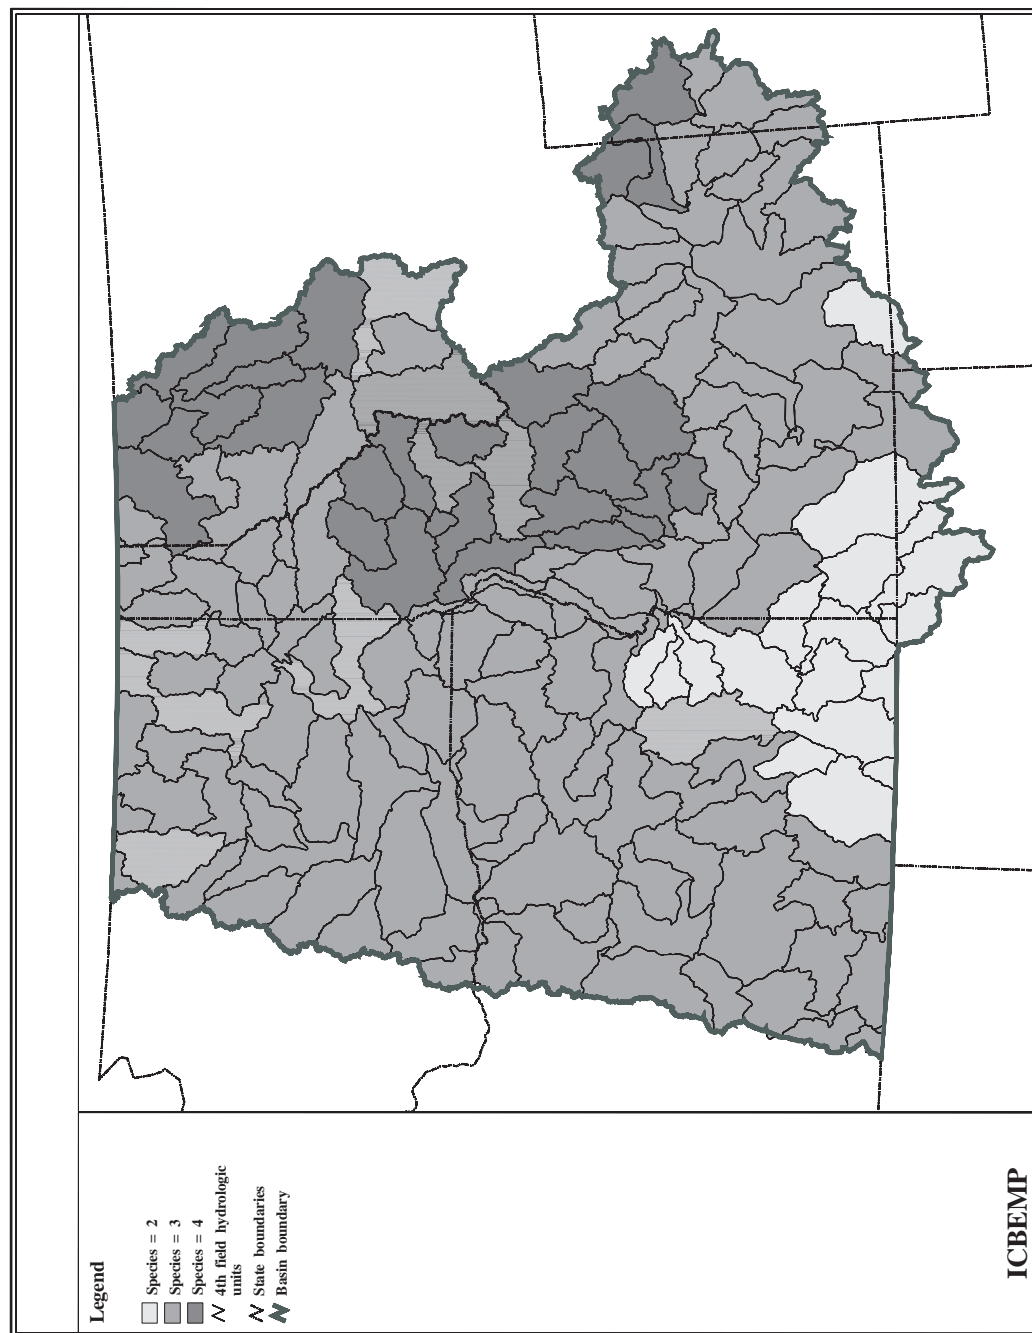 Legend
Species = 2
Species = 3
Species = 4
4th field hydrologic
units
State boundaries
Basin boundary
ICBEMP